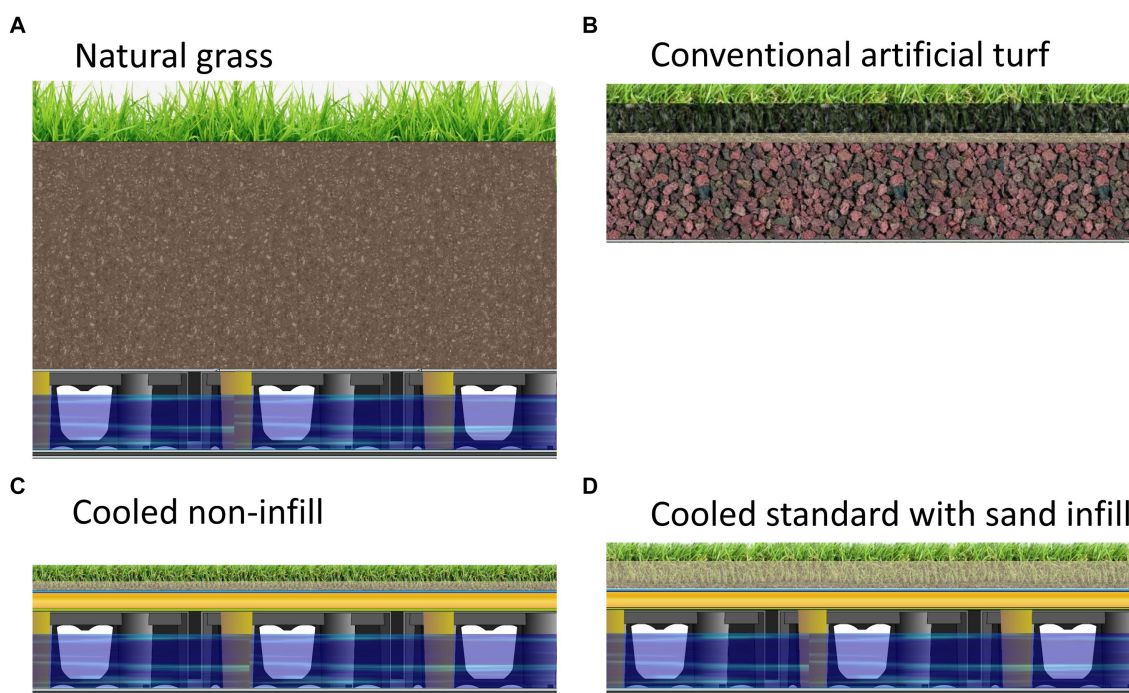 A
Natural grass
B
Conventional artificial turf
C
Cooled non-infill
D
Cooled standard with sand infill